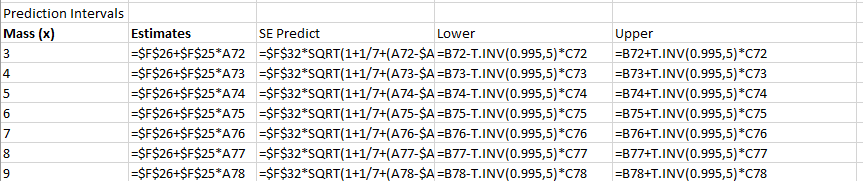 Prediction Intervals
Mass (x) Estimates SE Predict Lower Upper
3 =$F$26+$F$25*A72 =$F$32*SQRT(1+1/7+(A72-$A =B72-T.INV(0.995,5)*C72 =B72+T.INV(0.995,5)*C72
4 =$F$26+$F$25*A73 =$F$32*SQRT(1+1/7+(A73-$A =B73-T.INV(0.995,5)*C73 =B73+T.INV(0.995,5)*C73
5 =$F$26+$F$25*A74 =$F$32*SQRT(1+1/7+(A74-$A =B74-T.INV(0.995,5)*C74 =B74+T.INV(0.995,5)*C74
6 =$F$26+$F$25*A75 =$F$32*SQRT(1+1/7+(A75-$A =B75-T.INV(0.995,5)*C75 =B75+T.INV(0.995,5)*C75
7 =$F$26+$F$25*A76 =$F$32*SQRT(1+1/7+(A76-$A =B76-T.INV(0.995,5)*C76 =B76+T.INV(0.995,5)*C76
8 =$F$26+$F$25*A77 =$F$32*SQRT(1+1/7+(A77-$A =B77-T.INV(0.995,5)*C77 =B77+T.INV(0.995,5)*C77
9 =$F$26+$F$25*A78 =$F$32*SQRT(1+1/7+(A78-$A =B78-T.INV(0.995,5)*C78 =B78+T.INV(0.995,5)*C78